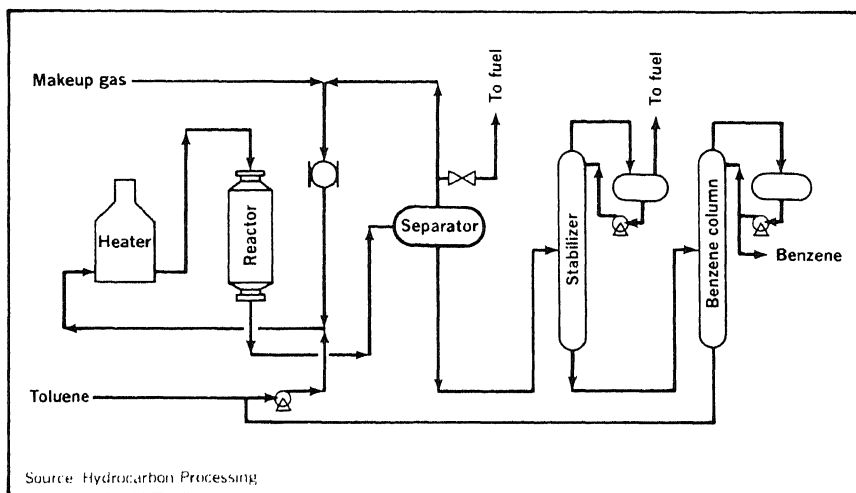 Makeup gas
To fuel
To fuel
Heater
Reactor
Separator
Stabilizer
Benzene column
Benzene
Toluene
Source Hydrocarbon Processing